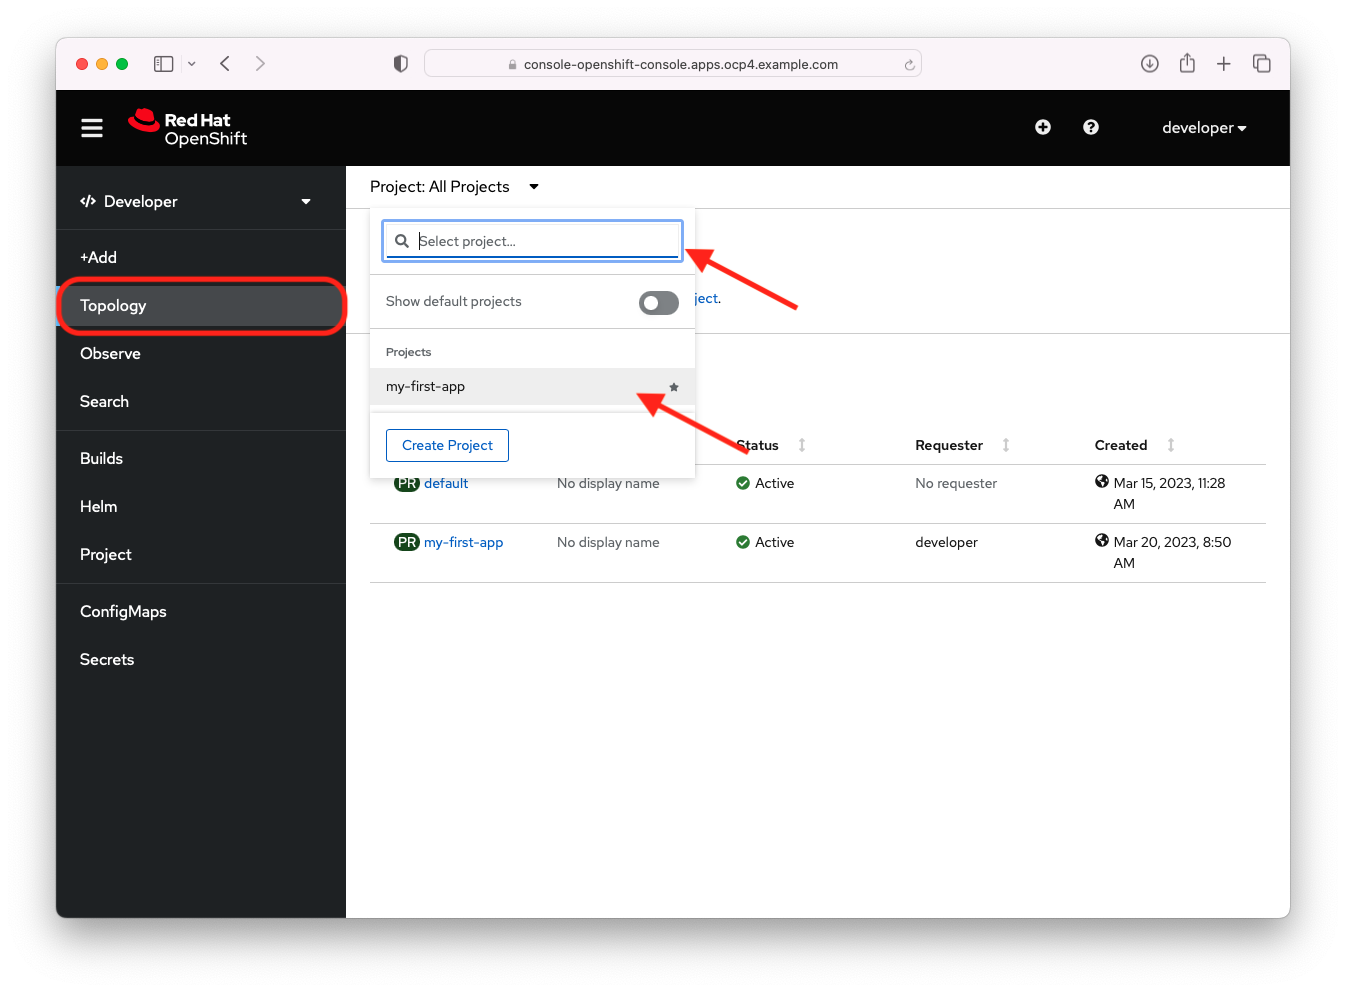 console-openshift-console.apps.ocp4.example.com
Red Hat
OpenShift
developer
Developer
+Add
Topology
Observe
Search
Builds
Helm
Project
ConfigMaps
Secrets
Project: All Projects
Select project...
Show default projects
ject.
Projects
my-first-app
Create Project
Status
Requester
Created
PR default No display name Active No requester Mar 15, 2023, 11:28
AM
PR my-first-app No display name Active developer Mar 20, 2023, 8:50
AM